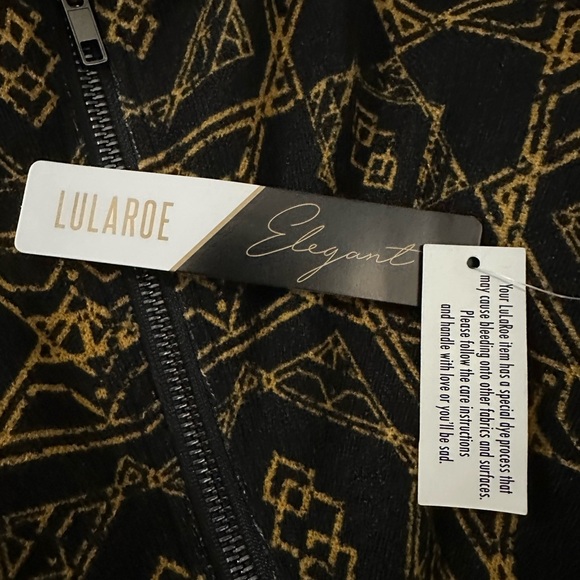 LULAROE
Elegant
Your LuLaRoe item has a special dye process that
may cause bleeding onto other fabrics and surfaces.
Please follow the care instructions
and handle with love or you'll be sad.